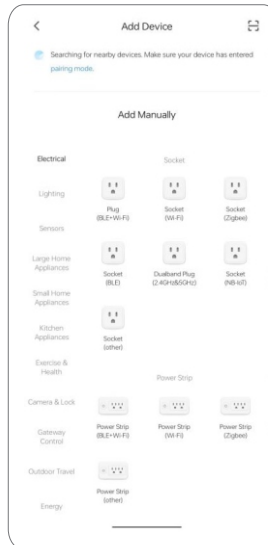 Add Device
Searching for nearby devices. Make sure your device has entered
pairing mode.
Add Manually
Electrical
Lighting
Sensors
Large Home
Appliances
Small Home
Appliances
Kitchen
Appliances
Exercise &
Health
Camera & Lock
Gateway
Control
Outdoor Travel
Energy
Socket
Plug
(BLE+Wi-Fi)
Socket
(Wi-Fi)
Socket
(Zigbee)
Socket
(BLE)
Dualband Plug
(2.4GHz&5GHz)
Socket
(NB-IoT)
Socket
(other)
Power Strip
Power Strip
(BLE+Wi-Fi)
Power Strip
(Wi-Fi)
Power Strip
(Zigbee)
Power Strip
(other)